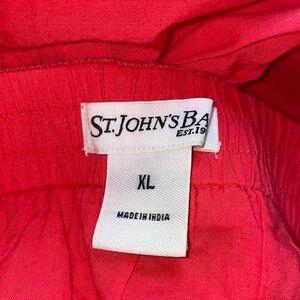 ST. JOHN'S BA
EST. 19
XL
MADE IN INDIA